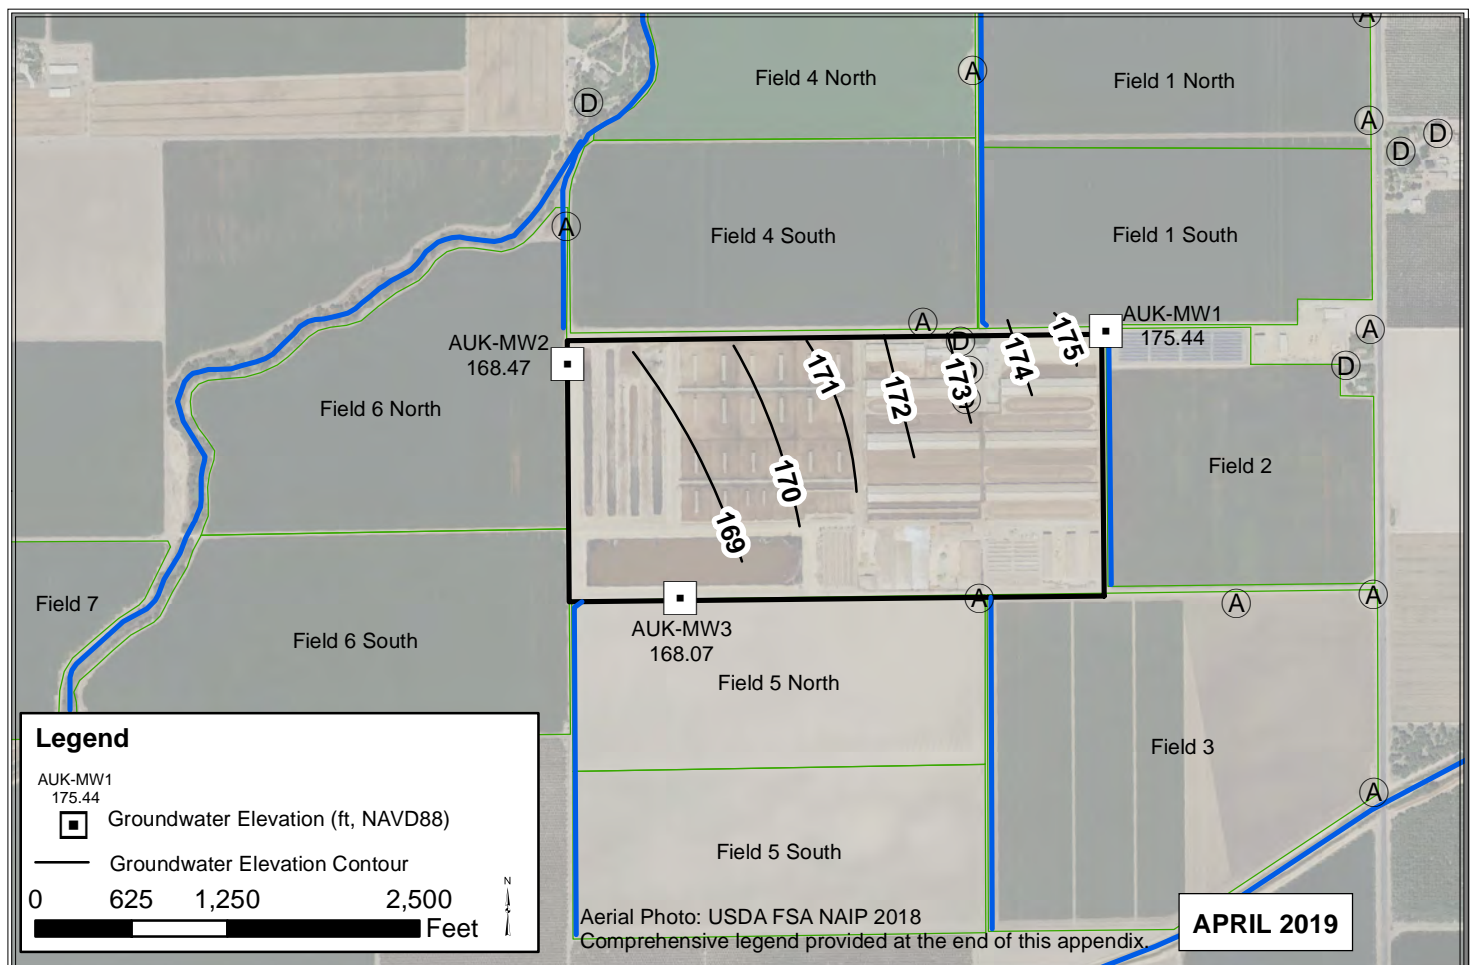 A
Field 4 North
A
Field 1 North
D
A
D
D
A
Field 4 South
Field 1 South
AUK-MW1
175.44
A
D
A
AUK-MW2
168.47
171
172
173
174
175
D
D
D
Field 6 North
Field 2
170
169
Field 7
Field 6 South
AUK-MW3
168.07
A
A
A
Field 5 North
Field 3
A
Field 5 South
Legend
AUK-MW1
175.44
Groundwater Elevation (ft, NAVD88)
Groundwater Elevation Contour
0 625 1,250 2,500
Feet
N
Aerial Photo: USDA FSA NAIP 2018
Comprehensive legend provided at the end of this appendix.
APRIL 2019